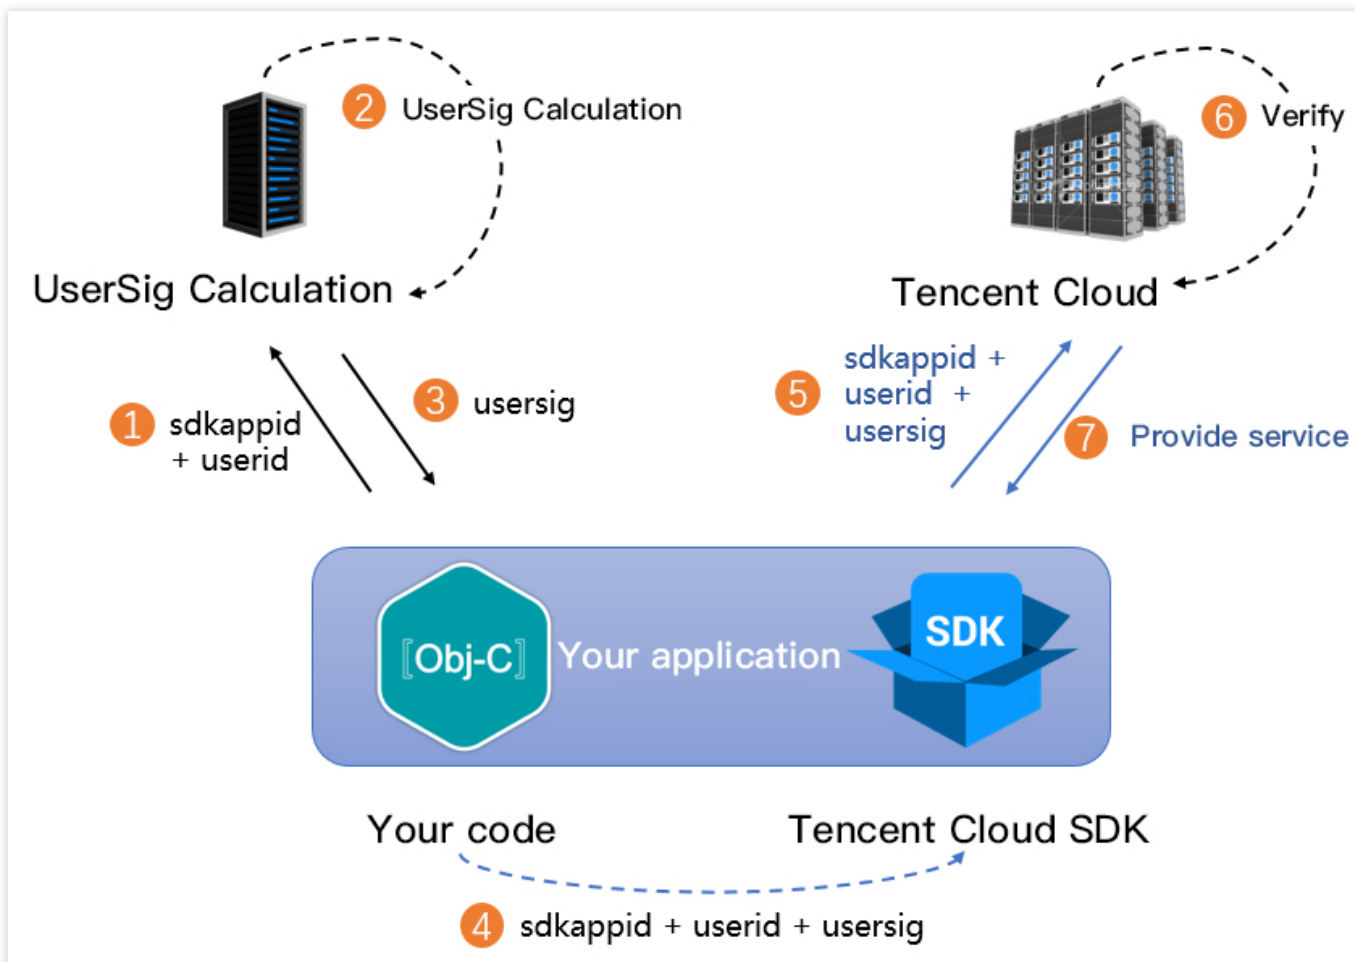 2 UserSig Calculation
6 Verify
UserSig Calculation
Tencent Cloud
1 sdkappid
+ userid
3 usersig
5 sdkappid +
userid +
usersig
7 Provide service
[Obj-C]
Your application
SDK
Your code
Tencent Cloud SDK
4 sdkappid + userid + usersig